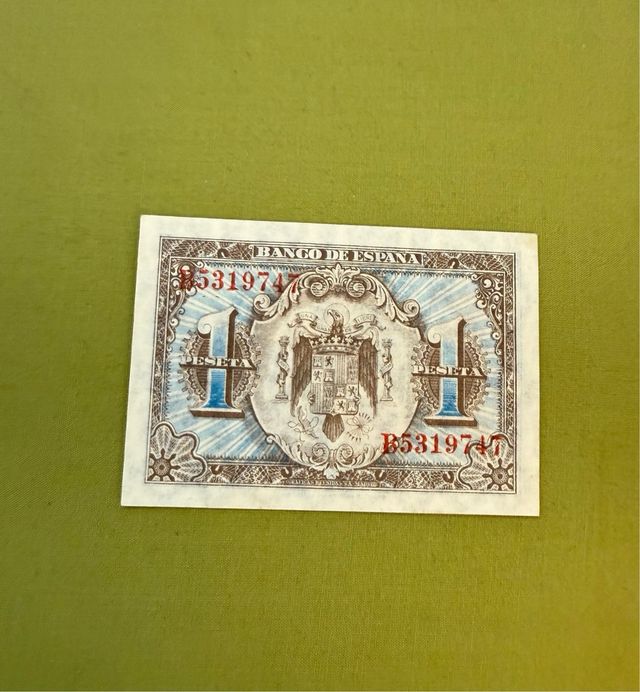 BANCO DE ESPAÑA
B5319747
1
PESETA
1
PESETA
B5319747